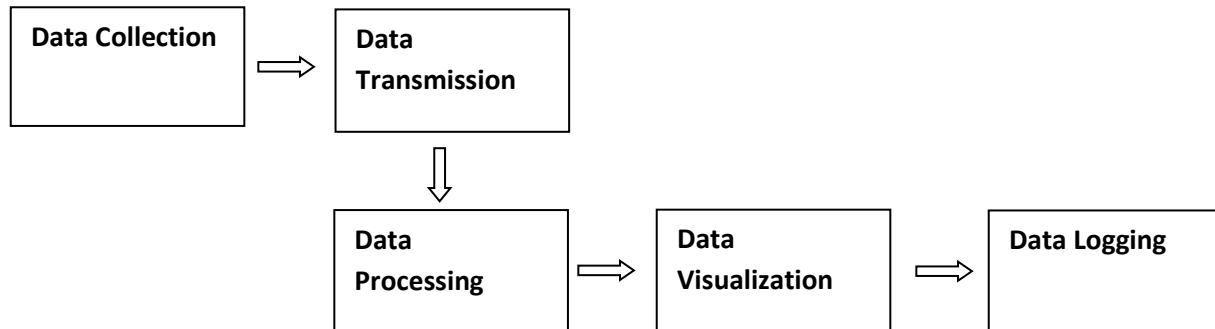 Data Collection
Data
Transmission
Data
Processing
Data
Visualization
Data Logging